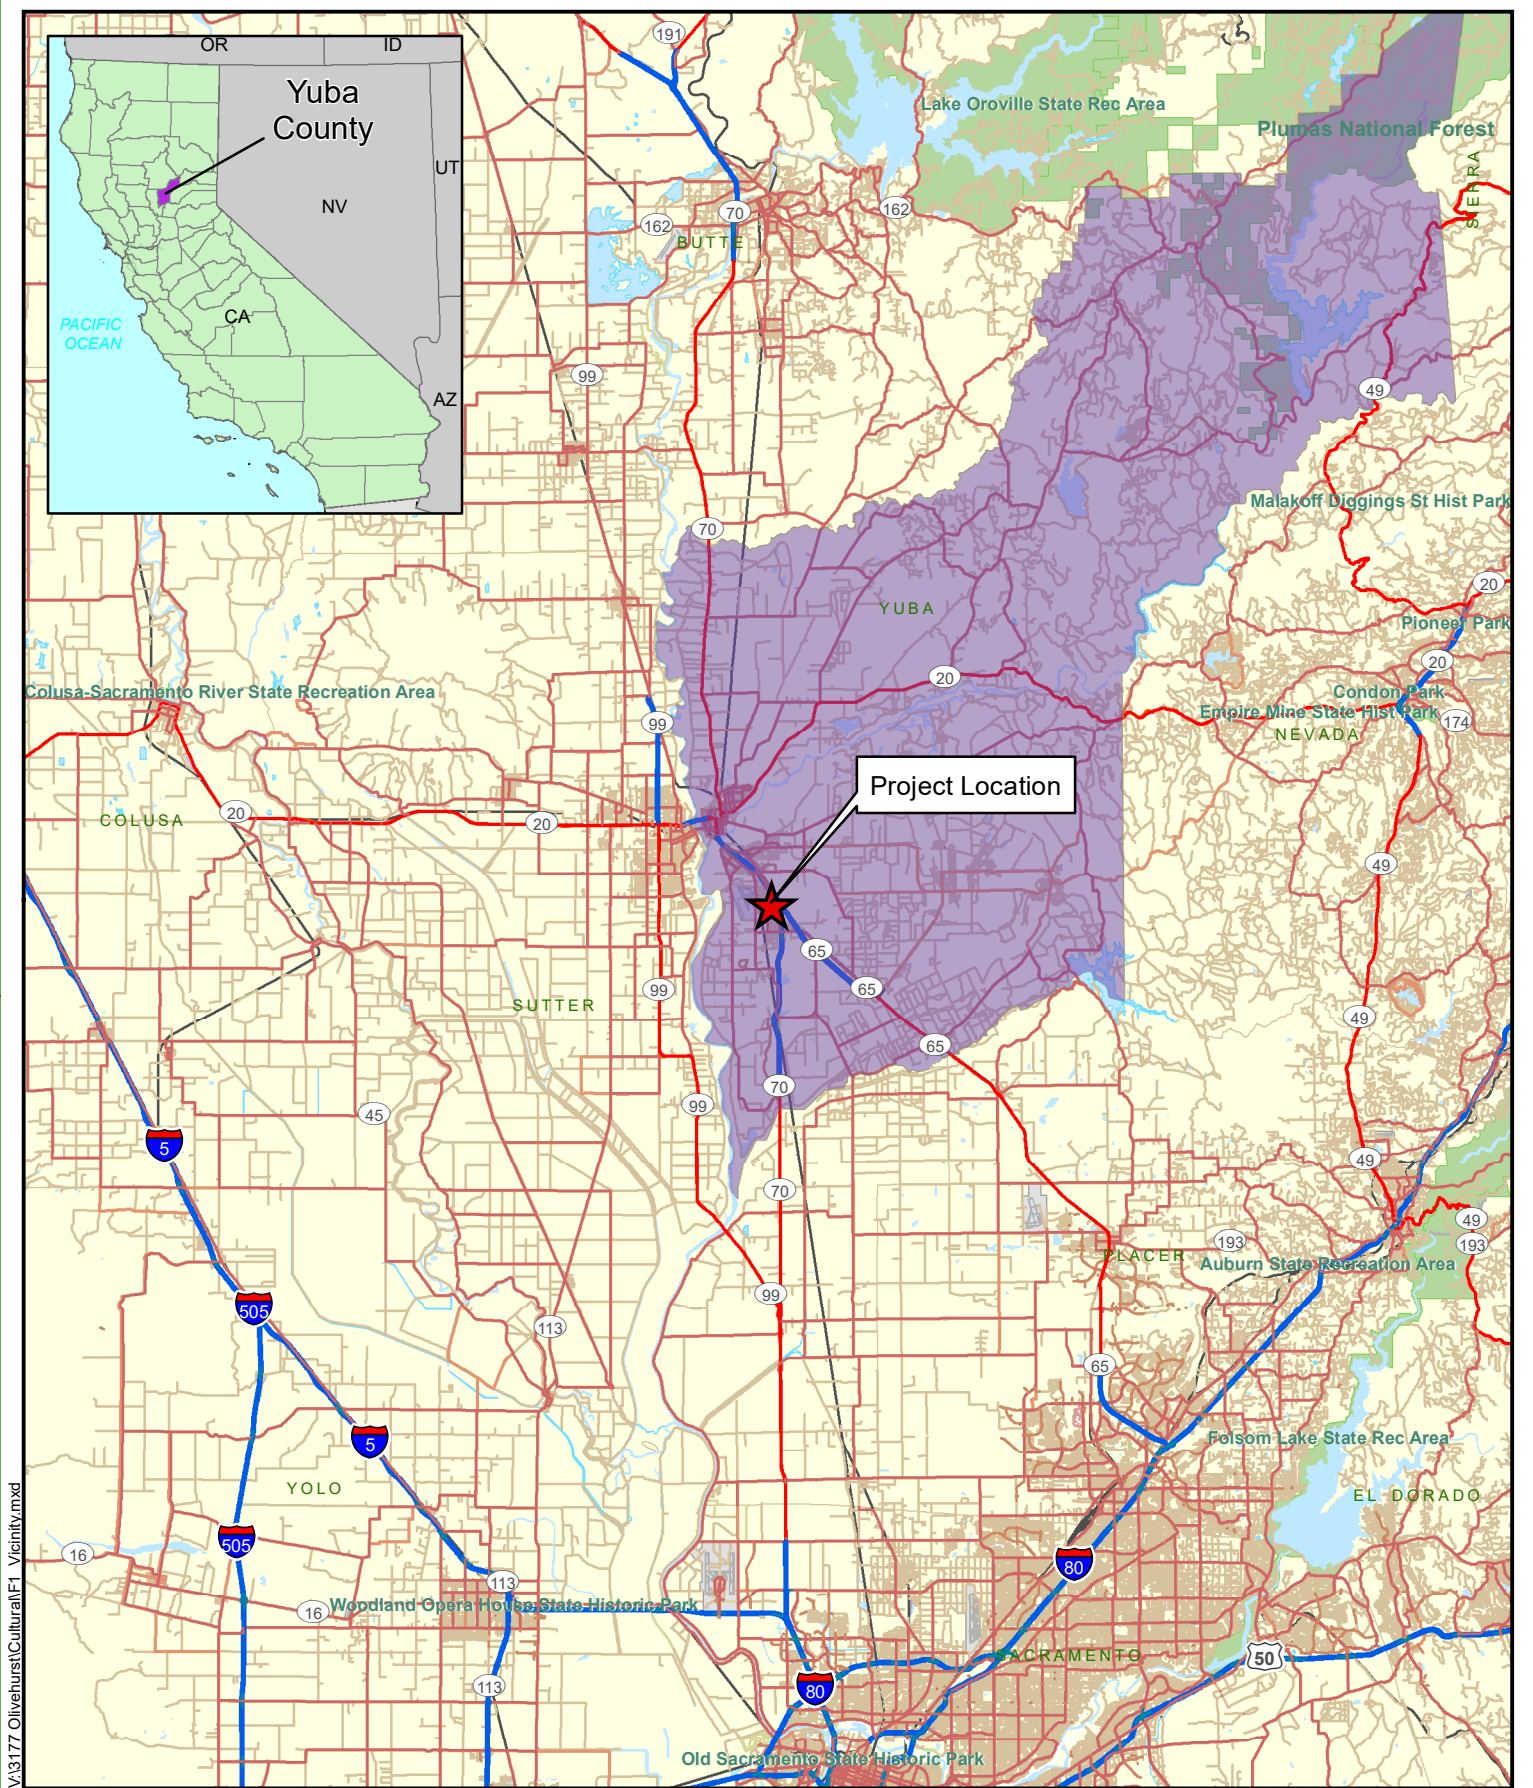 OR
ID
Yuba
County
UT
NV
CA
PACIFIC
OCEAN
AZ
191
Lake Oroville State Rec Area
Plumas National Forest
SIERRA
70
162
162
BUTTE
99
49
Malakoff Diggings St Hist Park
70
20
YUBA
Pioneer Park
20
20
Colusa-Sacramento River State Recreation Area
Condon Park
Empire Mine State Hist Park
99
174
NEVADA
Project Location
20
COLUSA
20
49
65
65
99
SUTTER
49
65
70
99
45
5
49
70
49
193
193
PLACER
Auburn State Recreation Area
99
505
113
65
5
Folsom Lake State Rec Area
YOLO
EL DORADO
505
16
80
113
16
Woodland Opera House State Historic Park
SACRAMENTO
50
113
80
Old Sacramento State Historic Park
V:\3177 Olivehurst\Cultural\F1_Vicinity.mxd